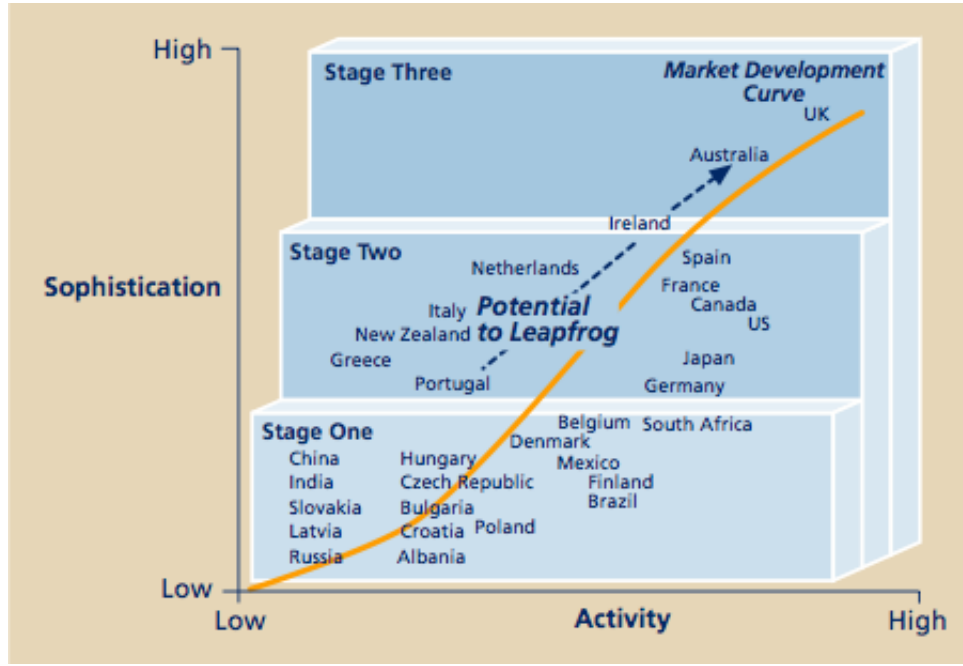 High
Stage Three
Market Development
Curve
UK
Australia
Ireland
Stage Two
Netherlands
Spain
Sophistication
France
Canada
Italy
Potential
to Leapfrog
US
New Zealand
Greece
Japan
Portugal
Germany
Stage One
Belgium
South Africa
Denmark
China
Hungary
Mexico
India
Czech Republic
Finland
Slovakia
Bulgaria
Brazil
Latvia
Croatia
Poland
Russia
Albania
Low
Low
Activity
High